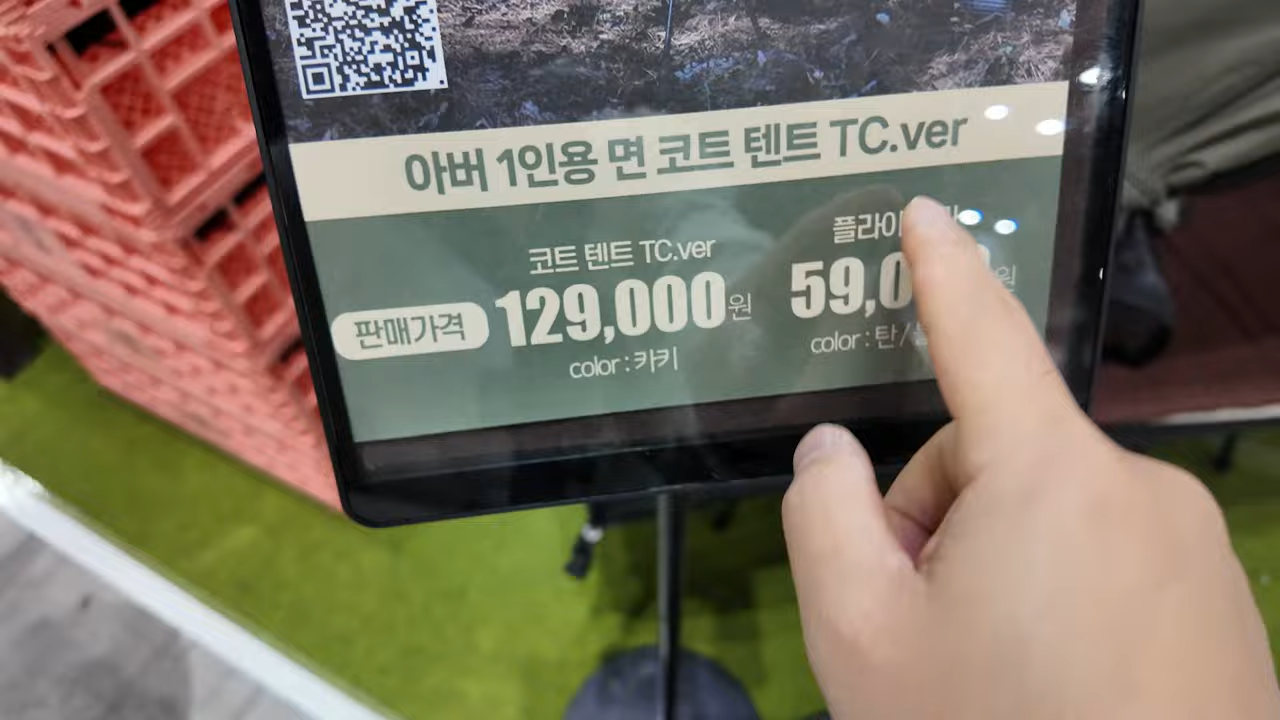 아버 1인용 면 코트 텐트 TC.ver
코트 텐트 TC.ver
판매가격 129,000원
color : 카키
59,0
원
color : 탄 /